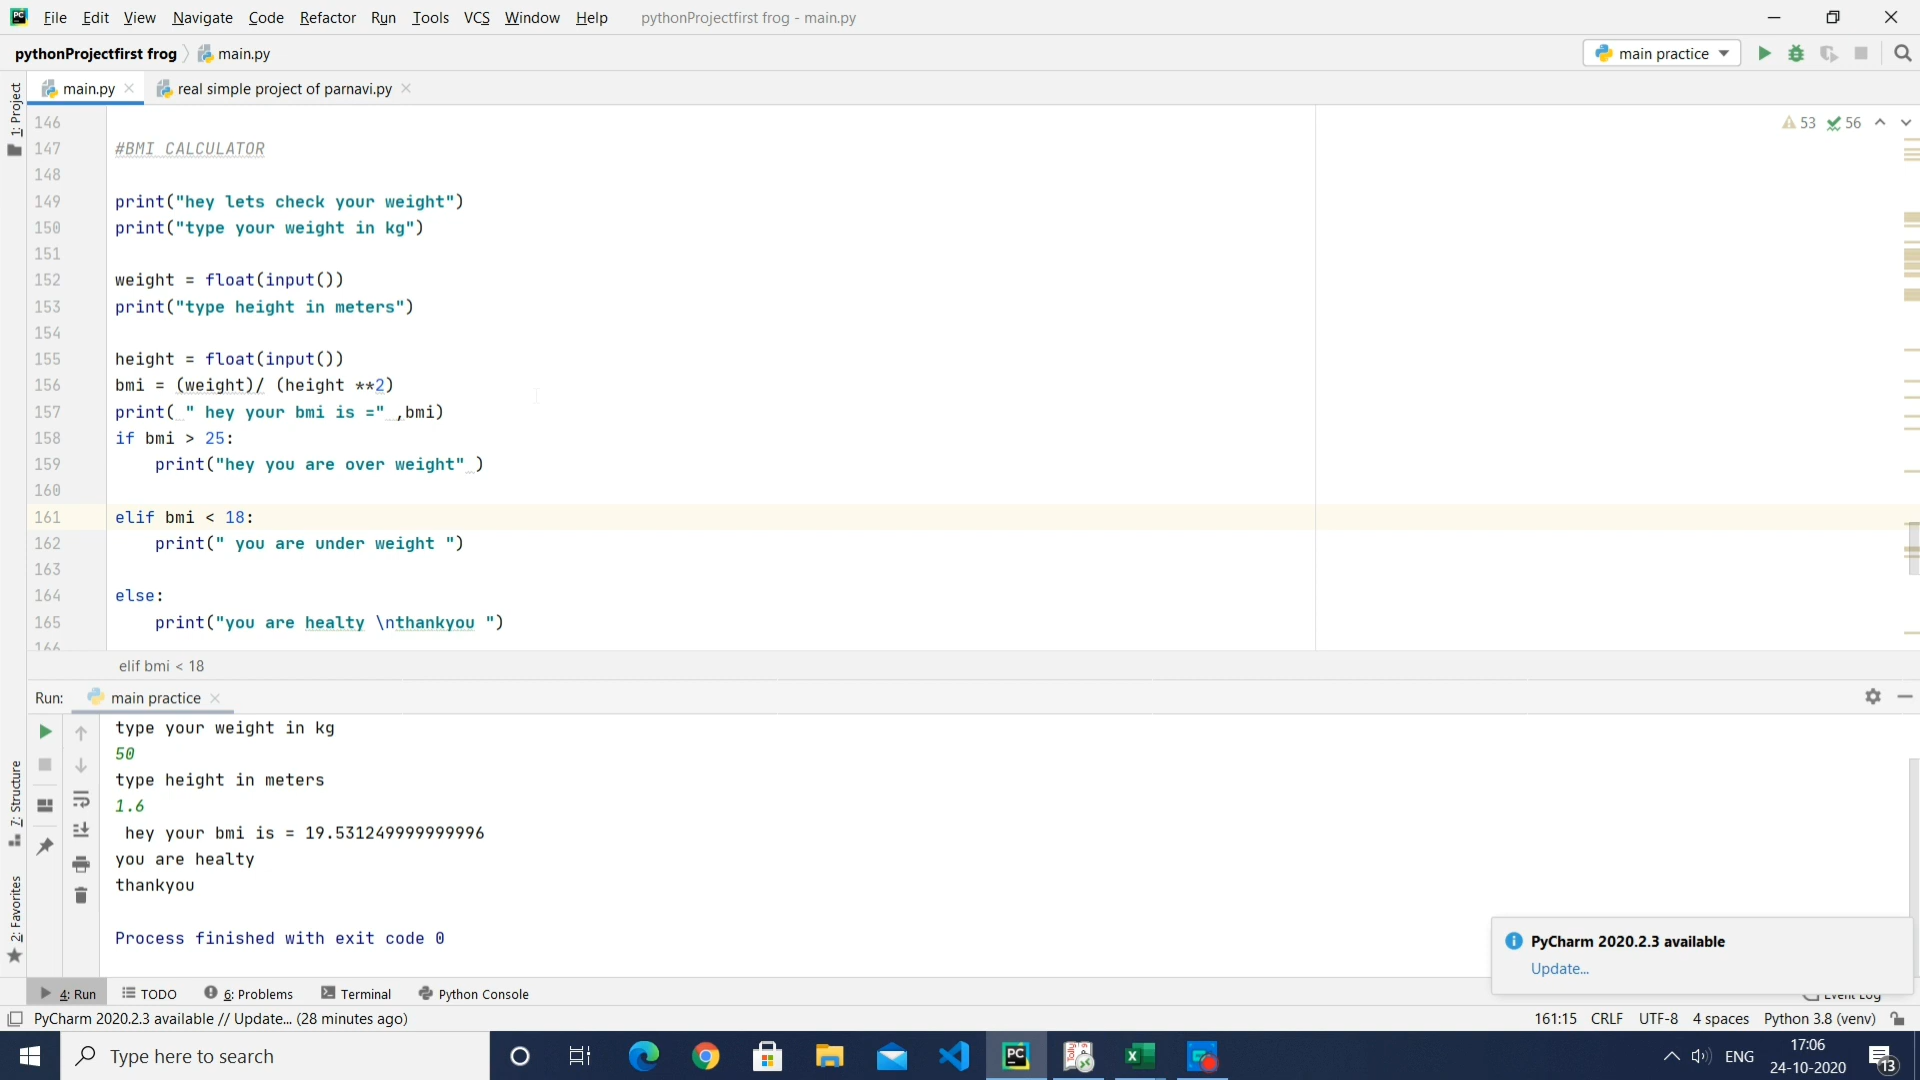 File Edit View Navigate Code Refactor Run Tools VCS Window Help pythonProjectfirst frog - main.py
pythonProjectfirst frog main.py main practice
main.py real simple project of parnavi.py
1: Project
146 53 56
147 #BMI CALCULATOR
148
149 print("hey lets check your weight")
150 print("type your weight in kg")
151
152 weight = float(input())
153 print("type height in meters")
154
155 height = float(input())
156 bmi = (weight)/ (height **2)
157 print( " hey your bmi is =" ,bmi)
158 if bmi > 25:
159 print("hey you are over weight" )
160
161 elif bmi < 18:
162 print(" you are under weight ")
163
164 else:
165 print("you are healty \nthankyou ")
166
elif bmi < 18
Run: main practice
type your weight in kg
50
type height in meters
1.6
hey your bmi is = 19.531249999999996
you are healty
thankyou
Process finished with exit code 0
7: Structure
2: Favorites
PyCharm 2020.2.3 available
Update...
4: Run TODO 6: Problems Terminal Python Console Event Log
PyCharm 2020.2.3 available // Update... (28 minutes ago) 161:15 CRLF UTF-8 4 spaces Python 3.8 (venv)
Type here to search ENG 17:06
24-10-2020 13